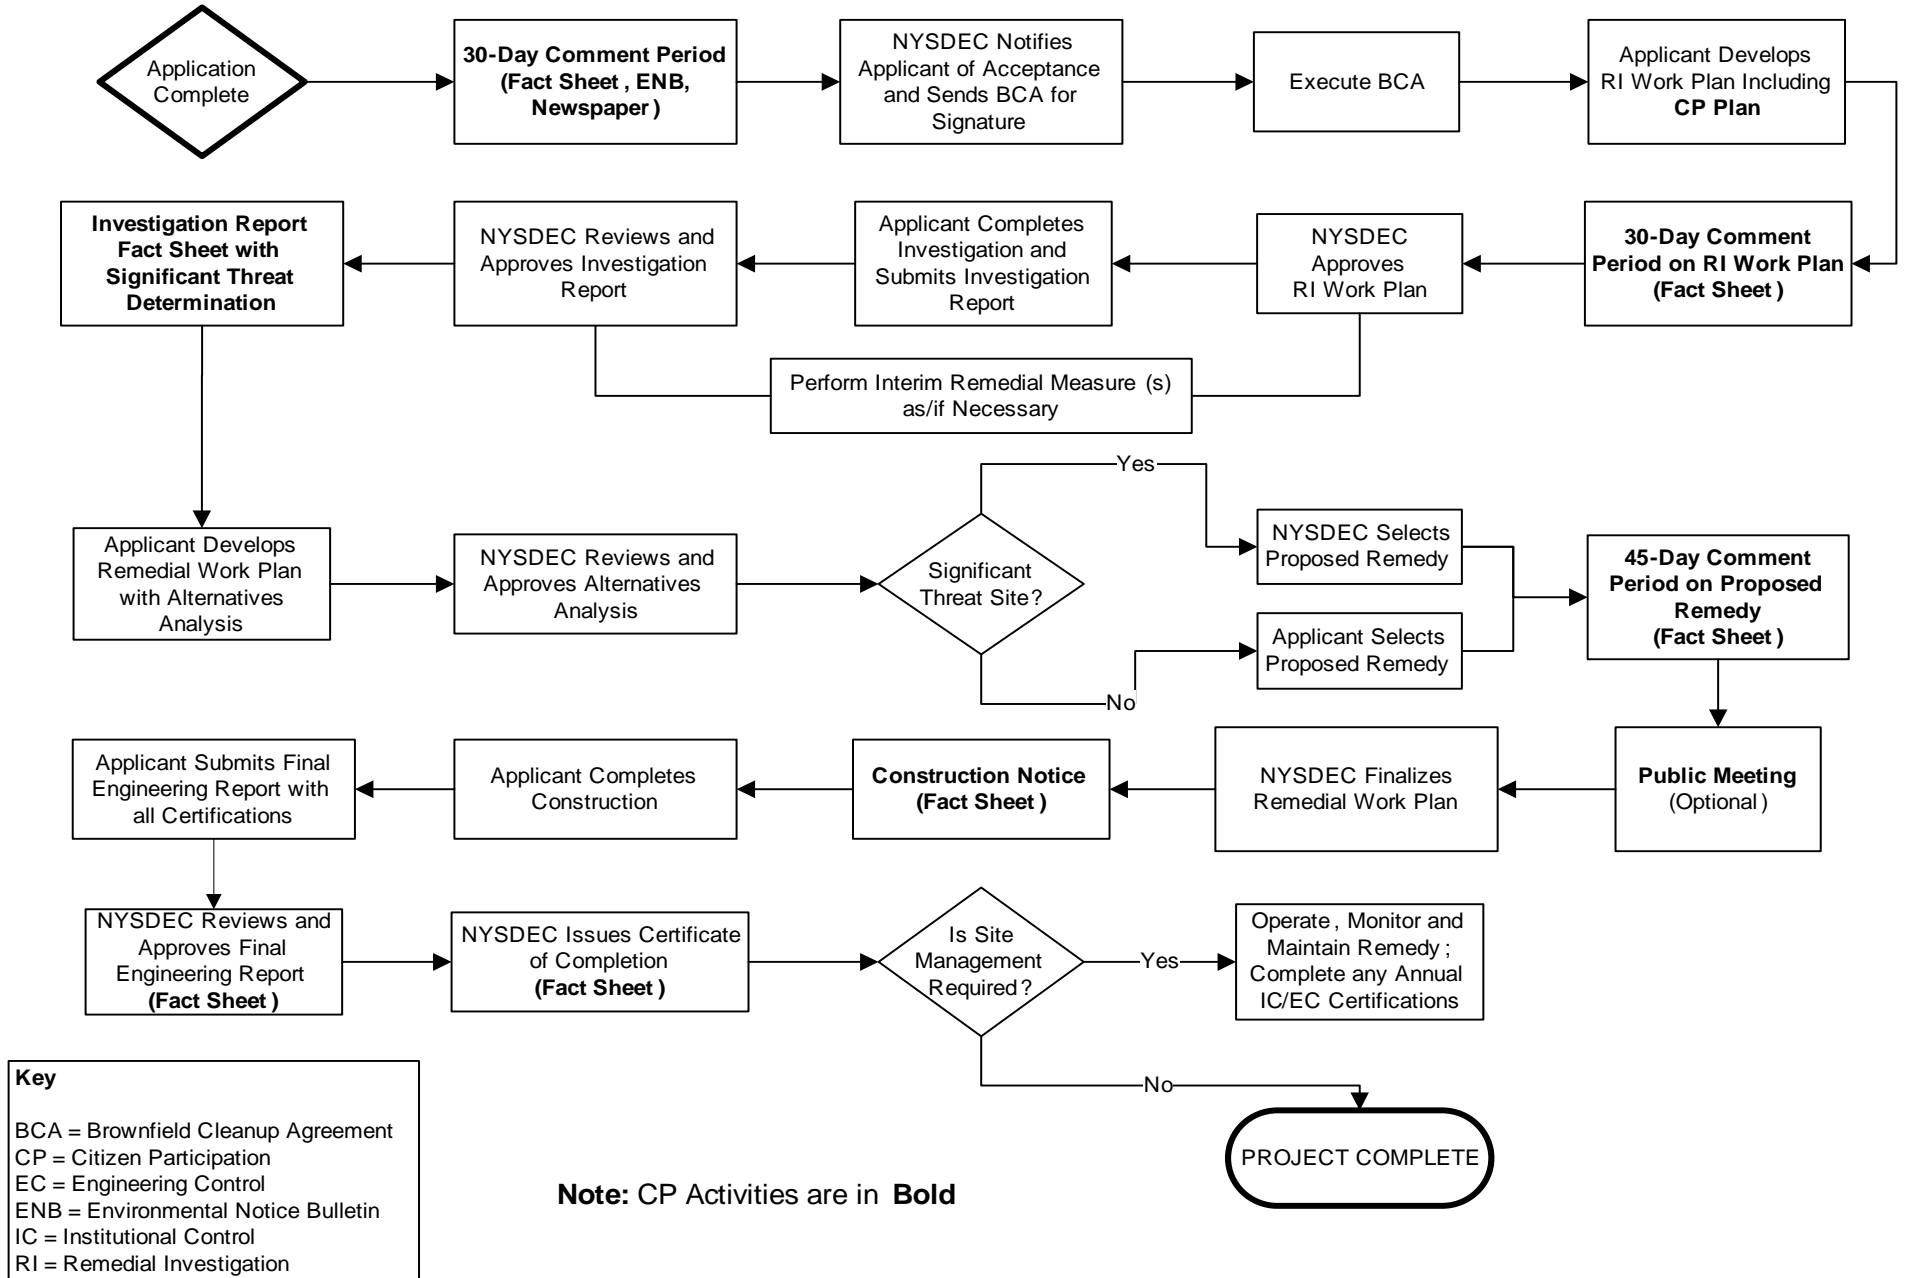 Application
Complete
30-Day Comment Period
(Fact Sheet, ENB,
Newspaper)
NYSDEC Notifies
Applicant of Acceptance
and Sends BCA for
Signature
Execute BCA
Applicant Develops
RI Work Plan Including
CP Plan
Investigation Report
Fact Sheet with
Significant Threat
Determination
NYSDEC Reviews and
Approves Investigation
Report
Applicant Completes
Investigation and
Submits Investigation
Report
NYSDEC
Approves
RI Work Plan
30-Day Comment
Period on RI Work Plan
(Fact Sheet)
Perform Interim Remedial Measure (s)
as/if Necessary
Applicant Develops
Remedial Work Plan
with Alternatives
Analysis
NYSDEC Reviews and
Approves Alternatives
Analysis
Significant
Threat Site?
Yes
No
NYSDEC Selects
Proposed Remedy
Applicant Selects
Proposed Remedy
45-Day Comment
Period on Proposed
Remedy
(Fact Sheet)
Applicant Submits Final
Engineering Report with
all Certifications
Applicant Completes
Construction
Construction Notice
(Fact Sheet)
NYSDEC Finalizes
Remedial Work Plan
Public Meeting
(Optional)
NYSDEC Reviews and
Approves Final
Engineering Report
(Fact Sheet)
NYSDEC Issues Certificate
of Completion
(Fact Sheet)
Is Site
Management
Required?
Yes
Operate, Monitor and
Maintain Remedy;
Complete any Annual
IC/EC Certifications
No
PROJECT COMPLETE
Key
BCA = Brownfield Cleanup Agreement
CP = Citizen Participation
EC = Engineering Control
ENB = Environmental Notice Bulletin
IC = Institutional Control
RI = Remedial Investigation
Note: CP Activities are in Bold